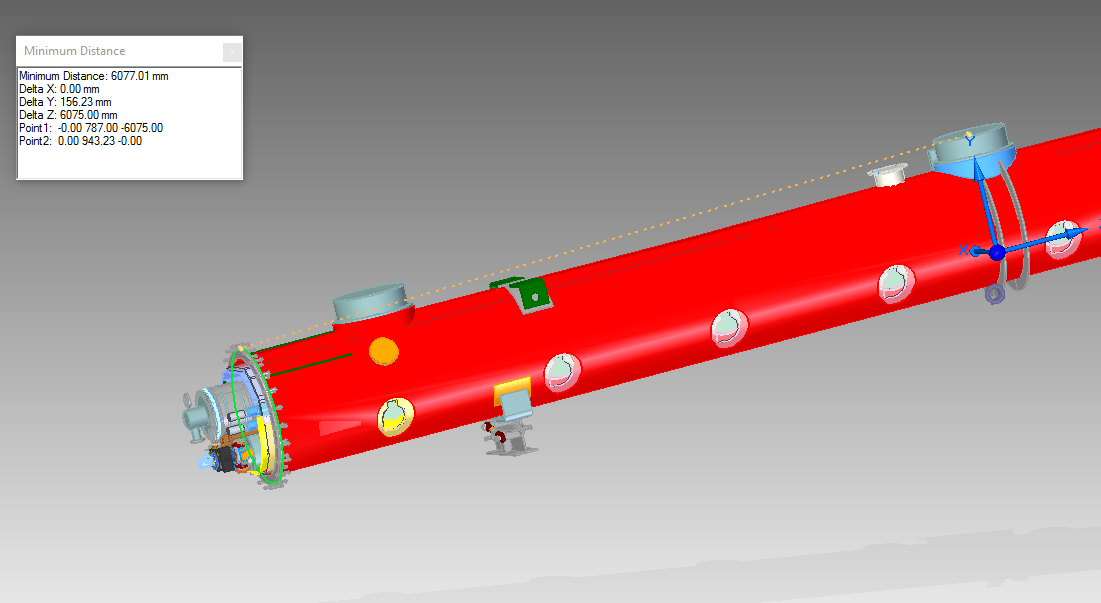 Minimum Distance
Minimum Distance: 6077.01 mm
Delta X: 0.00 mm
Delta Y: 156.23 mm
Delta Z: 6075.00 mm
Point1: -0.00 787.00 -6075.00
Point2: 0.00 943.23 -0.00
Y
X